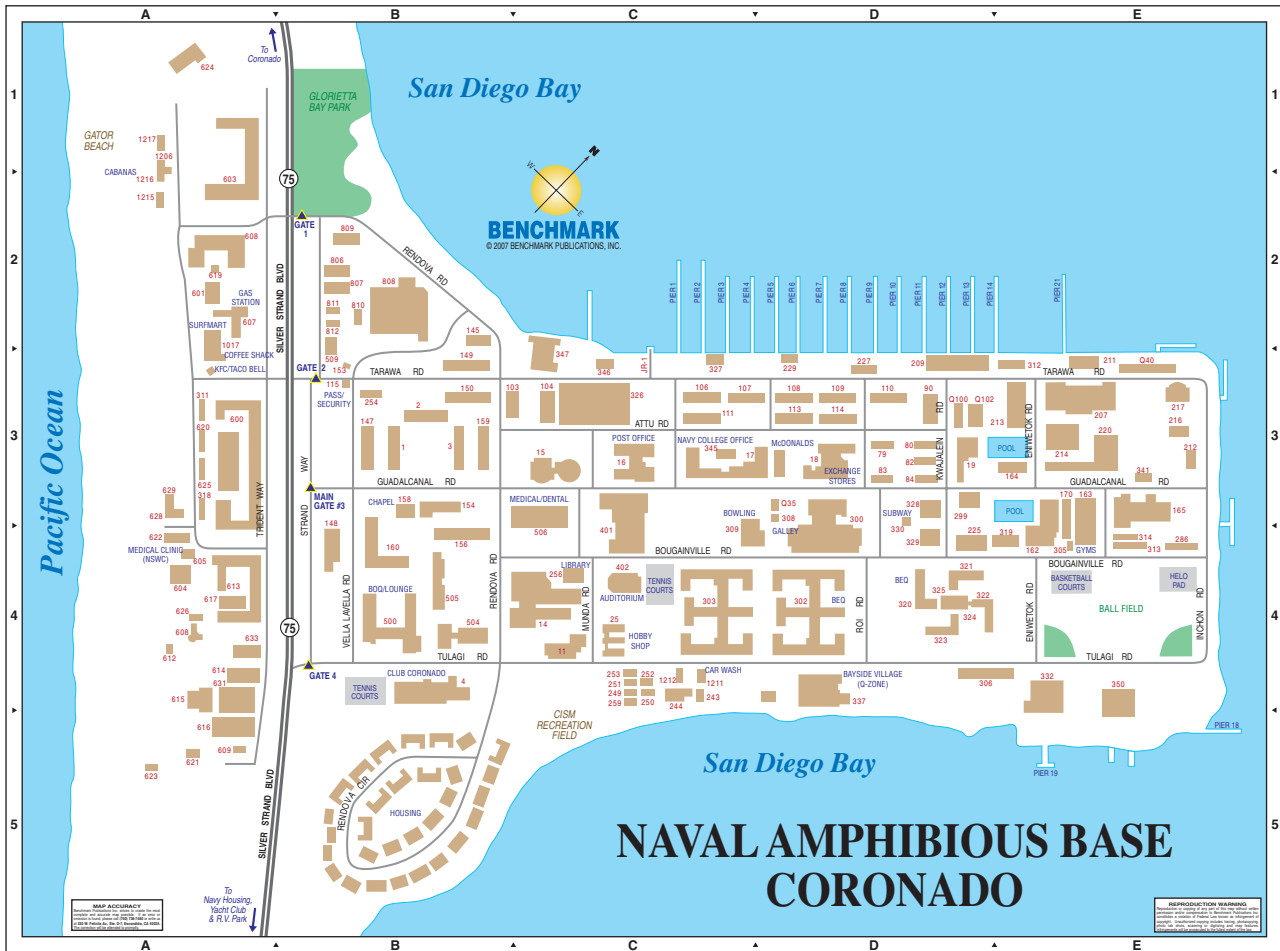 A
B
C
D
E
1
2
3
4
5
To
Coronado
624
GLORIETTA
BAY PARK
San Diego Bay
GATOR
BEACH
1217
1206
CABANAS
1216
1215
603
75
N
W
E
BENCHMARK
© 2007 BENCHMARK PUBLICATIONS, INC.
GATE
1
809
608
RENDOVA RD
806
807
808
619
601
GAS
STATION
607
SURFMART
1017
COFFEE SHACK
KFC/TACO BELL
SILVER STRAND BLVD
811
810
812
509
153
145
149
GATE 2
TARAWA RD
347
346
JR-1
PIER 1
PIER 2
PIER 3
PIER 4
PIER 5
PIER 6
PIER 7
PIER 8
PIER 9
PIER 10
PIER 11
PIER 12
PIER 13
PIER 14
PIER 21
327
229
227
209
312
211
Q40
TARAWA RD
115
PASS/
SECURITY
254
2
150
103
104
326
106
107
108
109
110
90
RD
Q100
Q102
ENIWETOK RD
207
217
311
600
620
625
318
147
1
3
159
ATTU RD
111
113
114
213
220
216
212
15
POST OFFICE
16
NAVY COLLEGE OFFICE
345
17
McDONALDS
18
EXCHANGE
STORES
79
80
82
83
84
KWAJALEIN
19
POOL
164
214
341
Pacific Ocean
STRAND WAY
GUADALCANAL RD
GUADALCANAL RD
629
628
TRIDENT WAY
MAIN
GATE #3
CHAPEL
158
154
MEDICAL/DENTAL
506
401
BOWLING
309
Q35
308
GALLEY
300
SUBWAY
328
330
329
299
225
POOL
319
170
163
162
305
GYMS
165
314
313
286
622
MEDICAL CLINIC
(NSWC)
605
604
613
148
160
156
BOUGAINVILLE RD
BOUGAINVILLE RD
617
626
608
612
633
614
631
615
616
609
621
623
VELLA LAVELLA RD
BOQ/LOUNGE
500
505
504
RENDOVA RD
LIBRARY
256
14
11
MUNDA RD
402
AUDITORIUM
TENNIS
COURTS
25
HOBBY
SHOP
303
302
BEQ
ROI RD
BEQ
320
321
325
322
324
323
ENIWETOK RD
BASKETBALL
COURTS
HELO
PAD
BALL FIELD
INCHON RD
75
TULAGI RD
TULAGI RD
GATE 4
TENNIS
COURTS
CLUB CORONADO
4
CISM
RECREATION
FIELD
253
252
251
249
250
259
1212
CAR WASH
1211
243
244
BAYSIDE VILLAGE
(Q-ZONE)
337
306
332
350
PIER 18
PIER 19
San Diego Bay
RENDOVA CIR
HOUSING
SILVER STRAND BLVD
To
Navy Housing,
Yacht Club
& R.V. Park
NAVAL AMPHIBIOUS BASE
CORONADO
MAP ACCURACY
REPRODUCTION WARNING
A
B
C
D
E